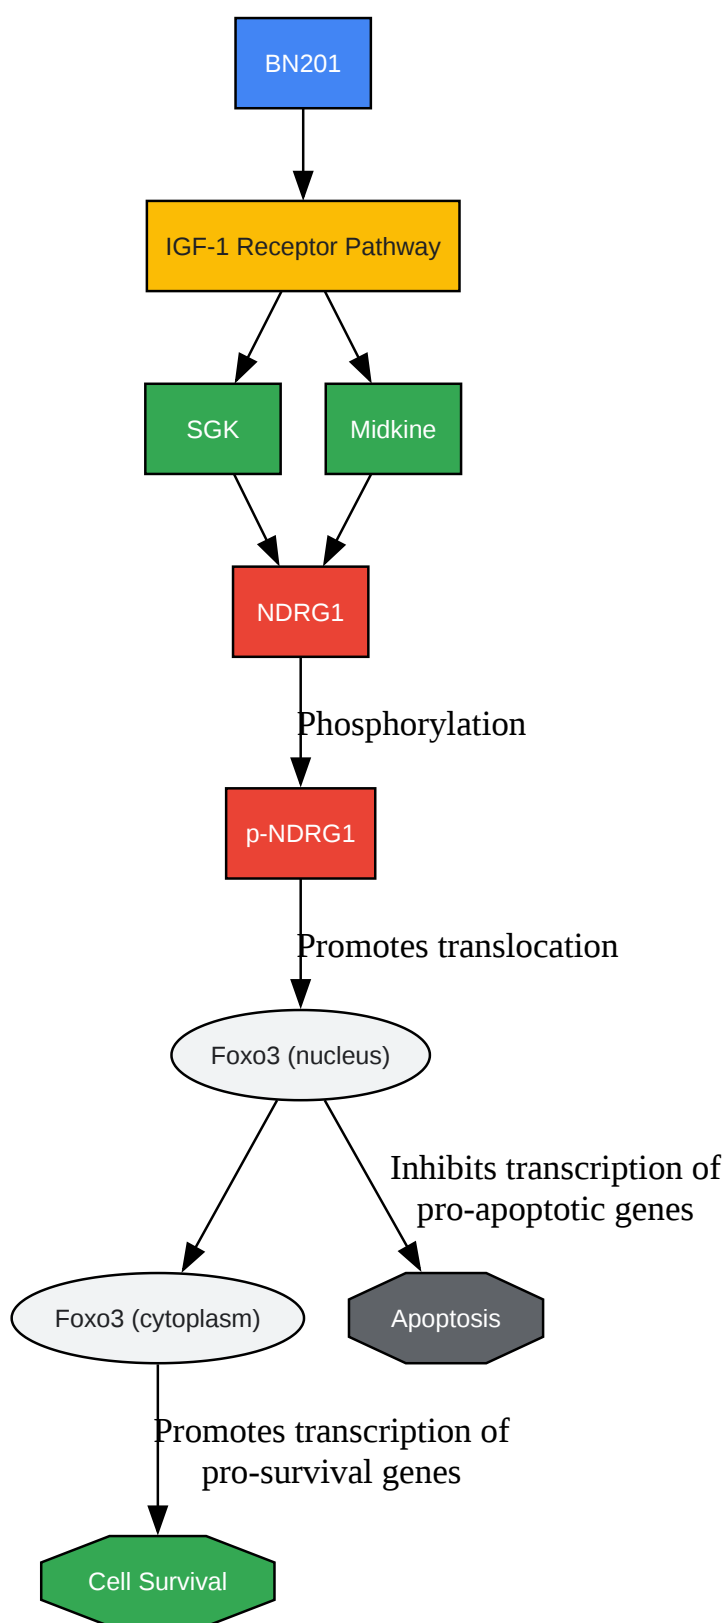 BN201
IGF-1 Receptor Pathway
SGK
Midkine
NDRG1
Phosphorylation
p-NDRG1
Promotes translocation
Foxo3 (nucleus)
Inhibits transcription of
pro-apoptotic genes
Foxo3 (cytoplasm)
Apoptosis
Promotes transcription of
pro-survival genes
Cell Survival